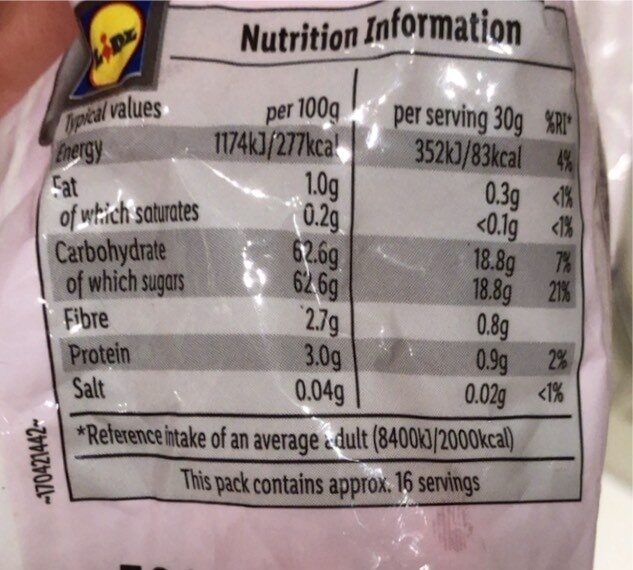 LIDL
Nutrition Information
Typical values per 100g per serving 30g %RI*
Energy 1174kJ/277kcal 352kJ/83kcal 4%
Fat 1.0g 0.3g <1%
of which saturates 0.2g <0.1g <1%
Carbohydrate 62.6g 18.8g 7%
of which sugars 62.6g 18.8g 21%
Fibre 2.7g 0.8g
Protein 3.0g 0.9g 2%
Salt 0.04g 0.02g <1%
*Reference intake of an average adult (8400kJ/2000kcal)
This pack contains approx. 16 servings
~170421442~